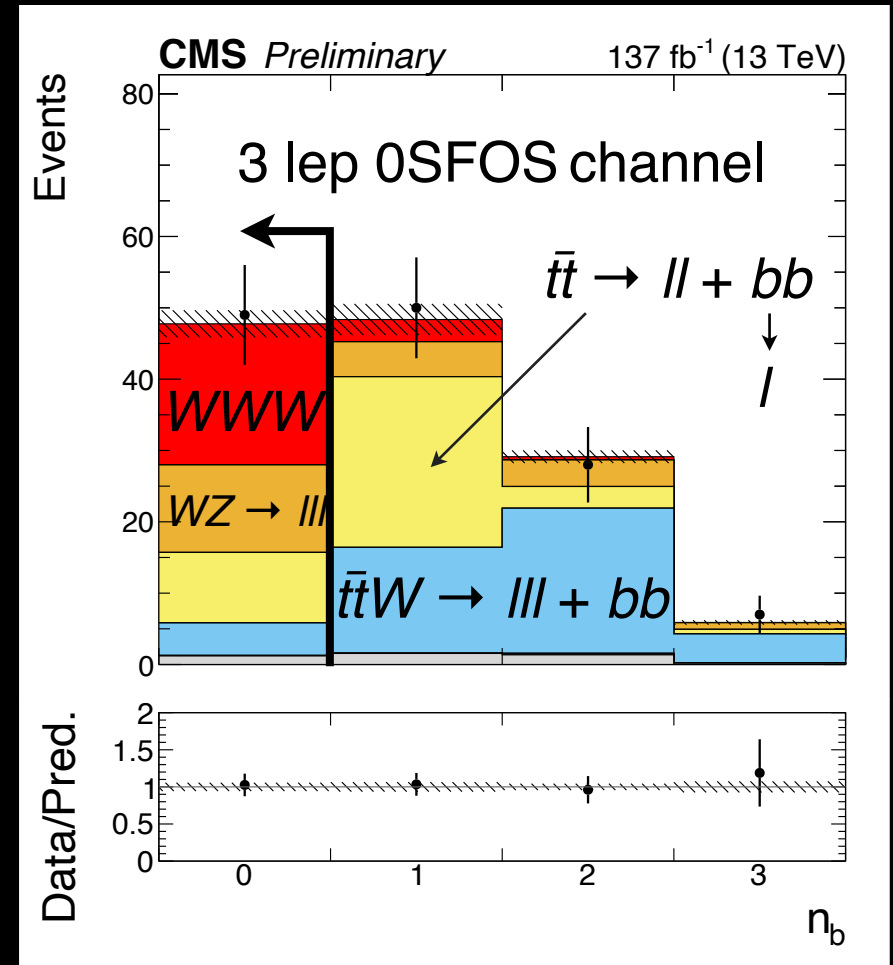 CMS Preliminary 137 fb⁻¹ (13 TeV)
Events
80
60
40
20
0
3 lep 0SFOS channel
t̄t → ll + bb
↓
l
WWW
WZ → lll
t̄tW → lll + bb
Data/Pred.
2
1.5
1
0.5
0
0 1 2 3
n_b